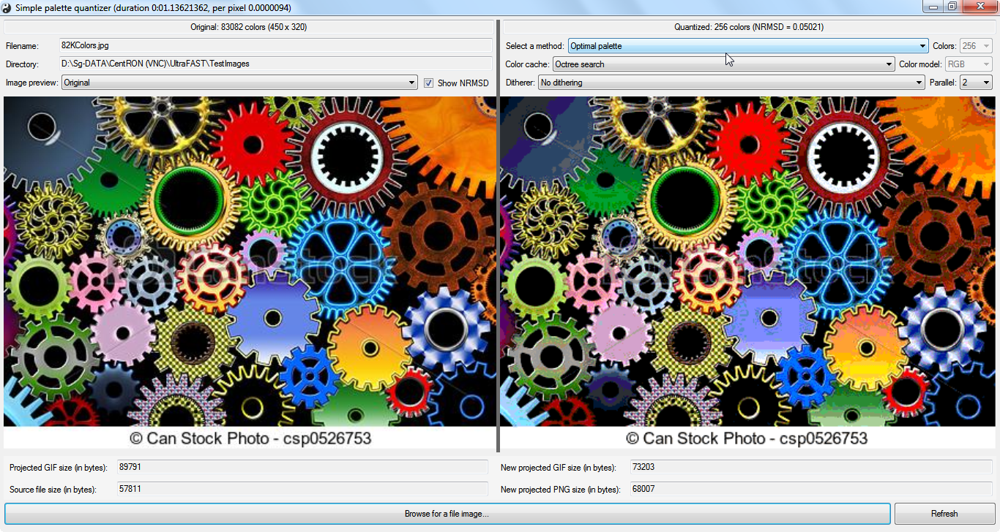 Simple palette quantizer (duration 0:01.13621362, per pixel 0.0000094)
Original: 83082 colors (450 x 320)
Quantized: 256 colors (NRMSD = 0.05021)
Filename: 82KColors.jpg
Select a method: Optimal palette Colors: 256
Directory: D:\Sg-DATA\CentRON (VNC)\UltraFAST\TestImages
Color cache: Octree search Color model: RGB
Image preview: Original Show NRMSD
Ditherer: No dithering Parallel: 2
© Can Stock Photo - csp0526753
© Can Stock Photo - csp0526753
Projected GIF size (in bytes): 89791
New projected GIF size (in bytes): 73203
Source file size (in bytes): 57811
New projected PNG size (in bytes): 68007
Browse for a file image...
Refresh